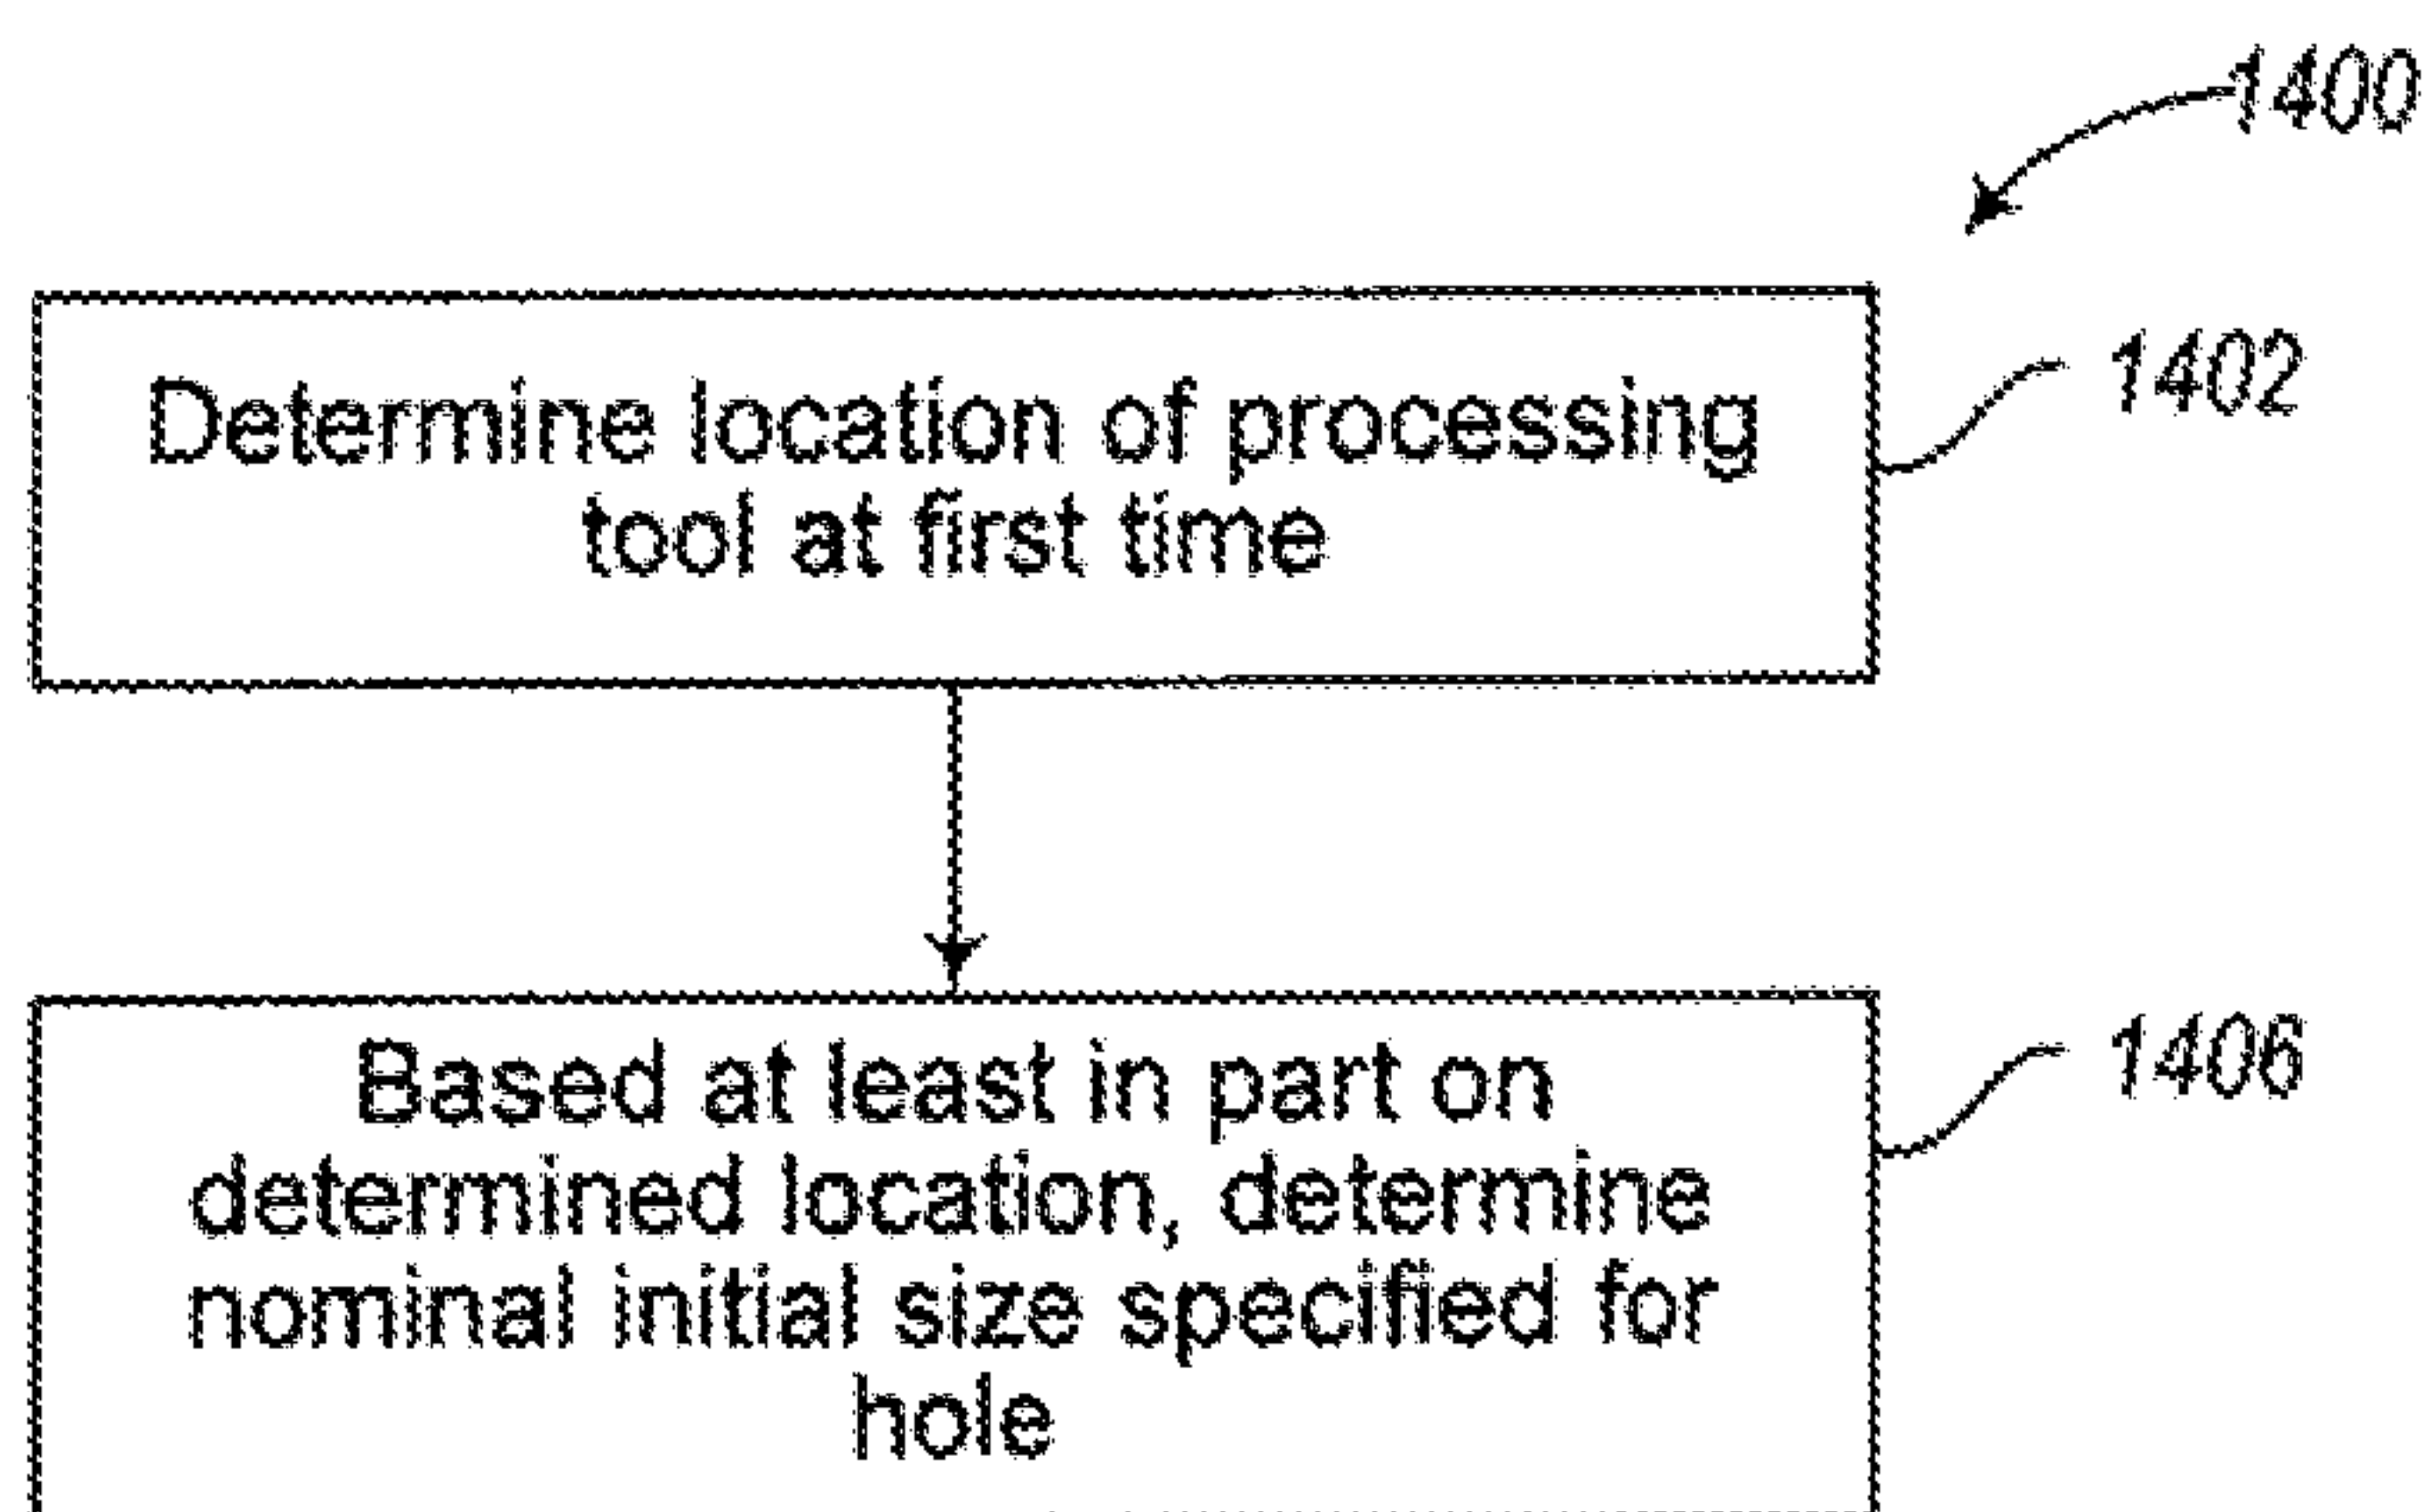 1400
Determine location of processing
1402
tool at first time
Based at least in part on
1406
determined location, determine
nominal initial size specified for
hole